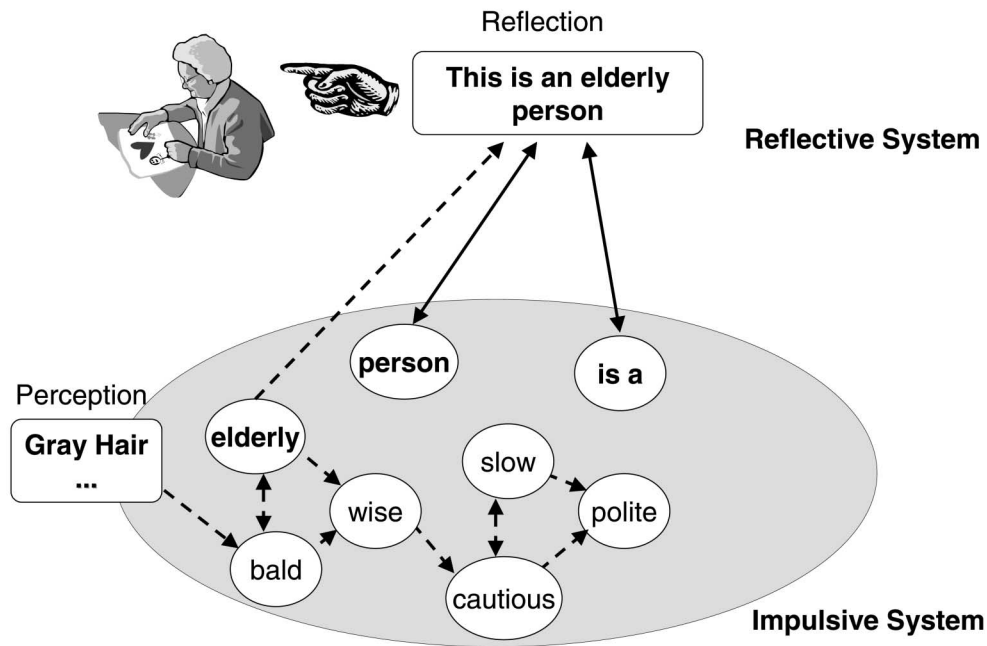 Reflection
This is an elderly
person
Reflective System
person
is a
Perception
Gray Hair
...
elderly
slow
wise
polite
bald
cautious
Impulsive System